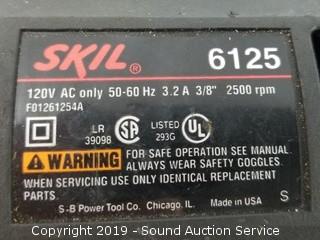 SKIL® 6125
120V AC only 50-60 Hz 3.2 A 3/8" 2500 rpm
F01261254A
LR 39098 SA LISTED 293G UL
WARNING FOR SAFE OPERATION SEE MANUAL.
ALWAYS WEAR SAFETY GOGGLES.
WHEN SERVICING USE ONLY IDENTICAL REPLACEMENT
PARTS.
S-B Power Tool Co. Chicago, IL. Made in USA S
Copyright 2019 - Sound Auction Service